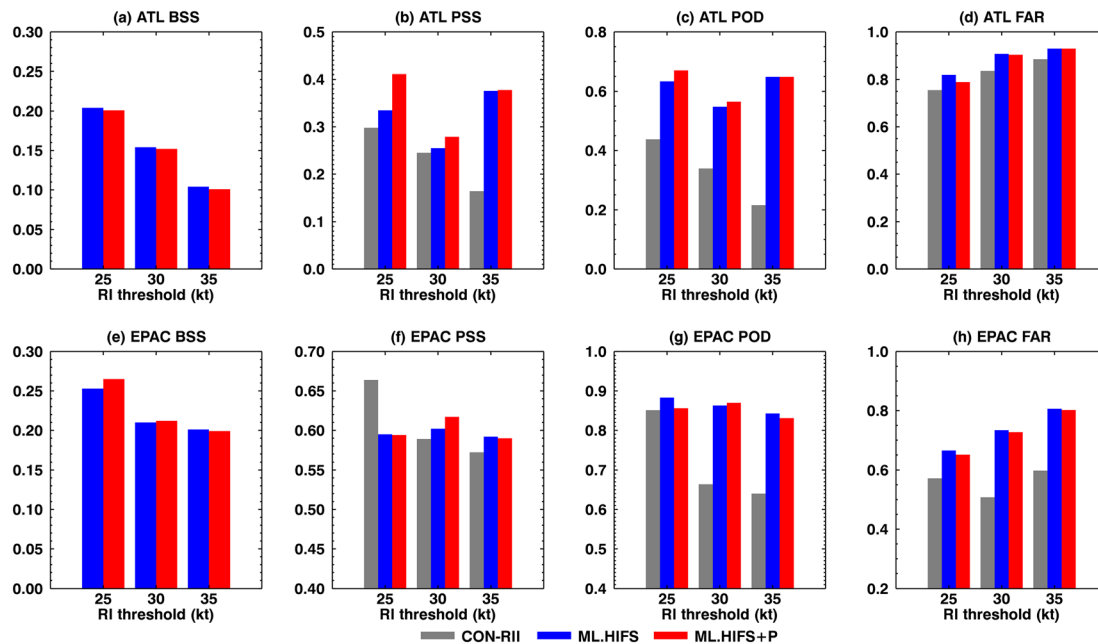 (a) ATL BSS
0.30
0.25
0.20
0.15
0.10
0.05
0.00
25 30 35
RI threshold (kt)
(b) ATL PSS
0.5
0.4
0.3
0.2
0.1
0.0
25 30 35
RI threshold (kt)
(c) ATL POD
0.8
0.6
0.4
0.2
0.0
25 30 35
RI threshold (kt)
(d) ATL FAR
1.0
0.8
0.6
0.4
0.2
0.0
25 30 35
RI threshold (kt)
(e) EPAC BSS
0.30
0.25
0.20
0.15
0.10
0.05
0.00
25 30 35
RI threshold (kt)
(f) EPAC PSS
0.70
0.65
0.60
0.55
0.50
0.45
0.40
25 30 35
RI threshold (kt)
(g) EPAC POD
1.0
0.9
0.8
0.7
0.6
0.5
0.4
25 30 35
RI threshold (kt)
(h) EPAC FAR
1.0
0.8
0.6
0.4
0.2
25 30 35
RI threshold (kt)
CON-RII ML.HIFS ML.HIFS+P